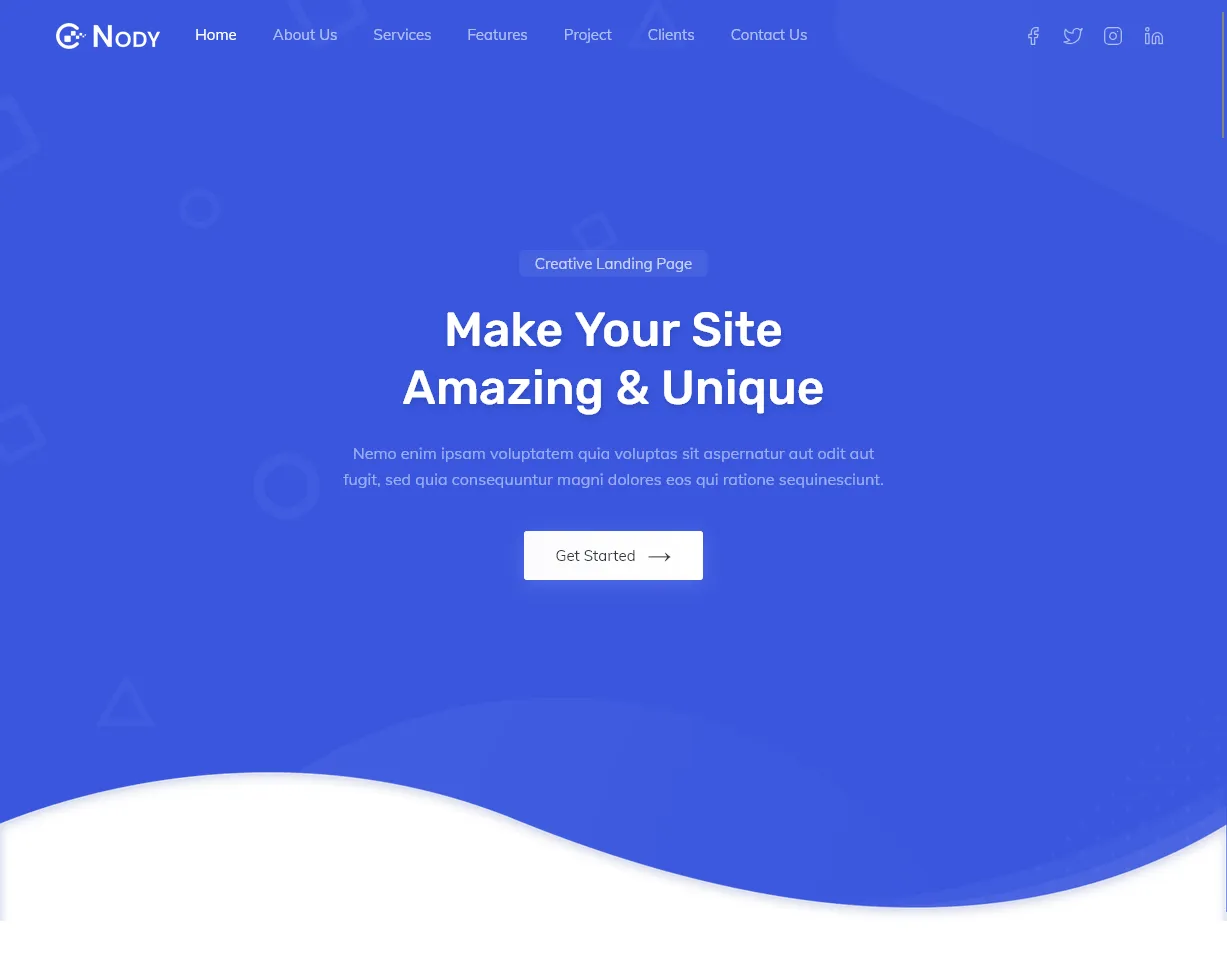 NODY
Home
About Us
Services
Features
Project
Clients
Contact Us
Creative Landing Page
Make Your Site
Amazing & Unique
Nemo enim ipsam voluptatem quia voluptas sit aspernatur aut odit aut
fugit, sed quia consequuntur magni dolores eos qui ratione sequinesciunt.
Get Started